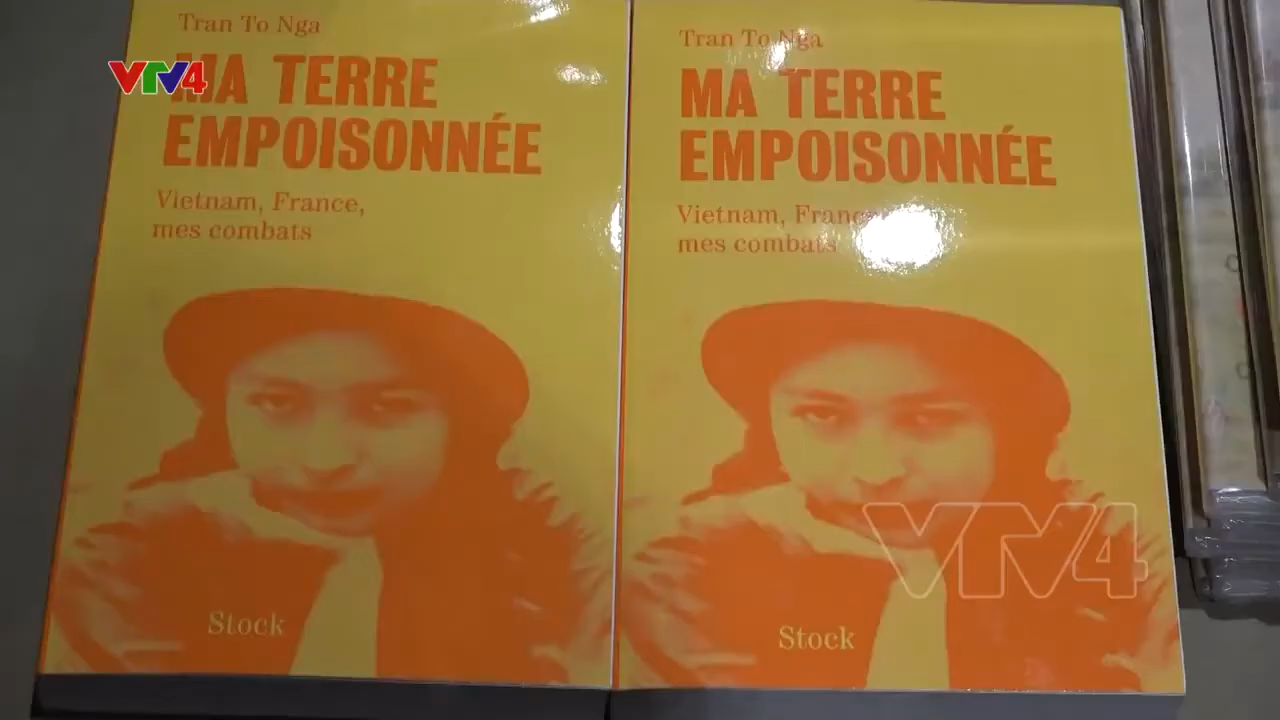 VTV4
Tran To Nga
MA TERRE
EMPOISONNÉE
Vietnam, France,
mes combats
Stock
Tran To Nga
MA TERRE
EMPOISONNÉE
Vietnam, France,
mes combats
VTV4
Stock